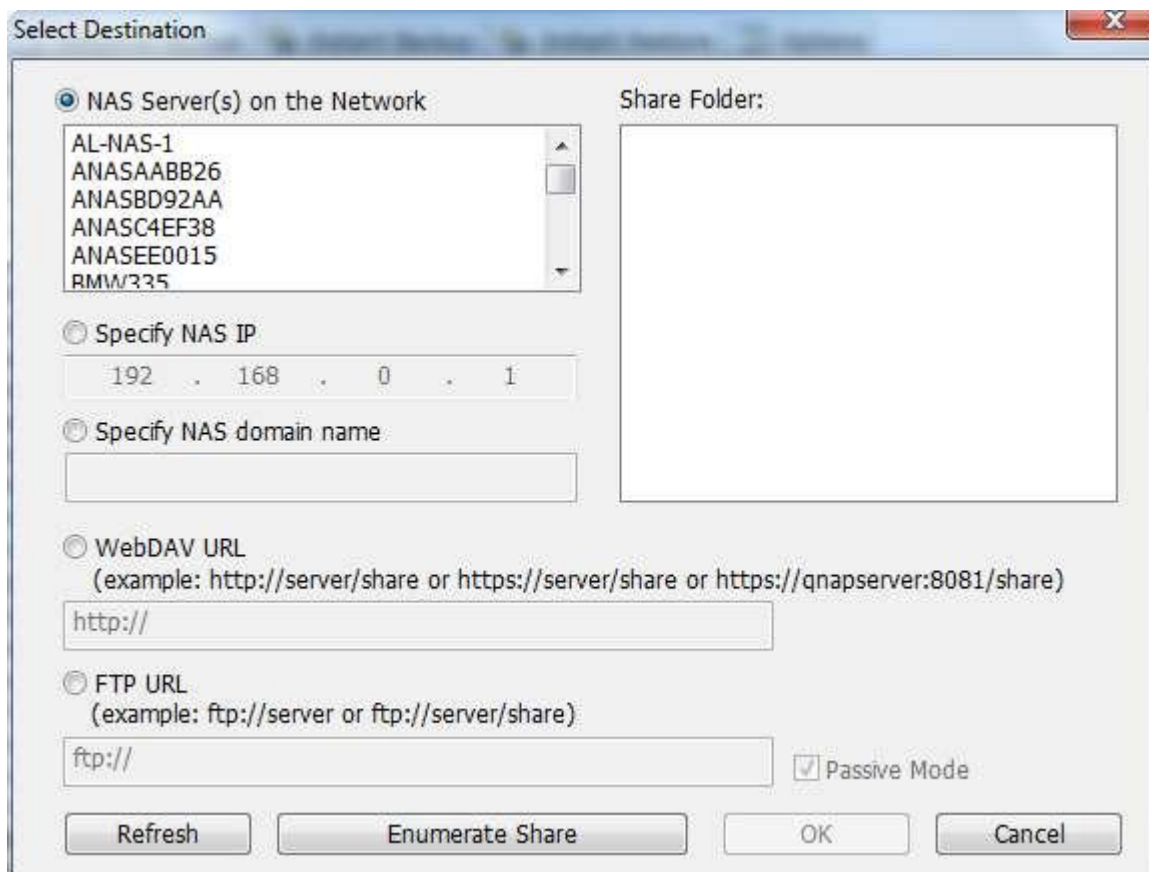 Select Destination
NAS Server(s) on the Network
AL-NAS-1
ANASAABB26
ANASBD92AA
ANASC4EF38
ANASEE0015
BMW335
Share Folder:
Specify NAS IP
192 . 168 . 0 . 1
Specify NAS domain name
WebDAV URL
(example: http://server/share or https://server/share or https://qnapserver:8081/share)
http://
FTP URL
(example: ftp://server or ftp://server/share)
ftp://
Passive Mode
Refresh
Enumerate Share
OK
Cancel